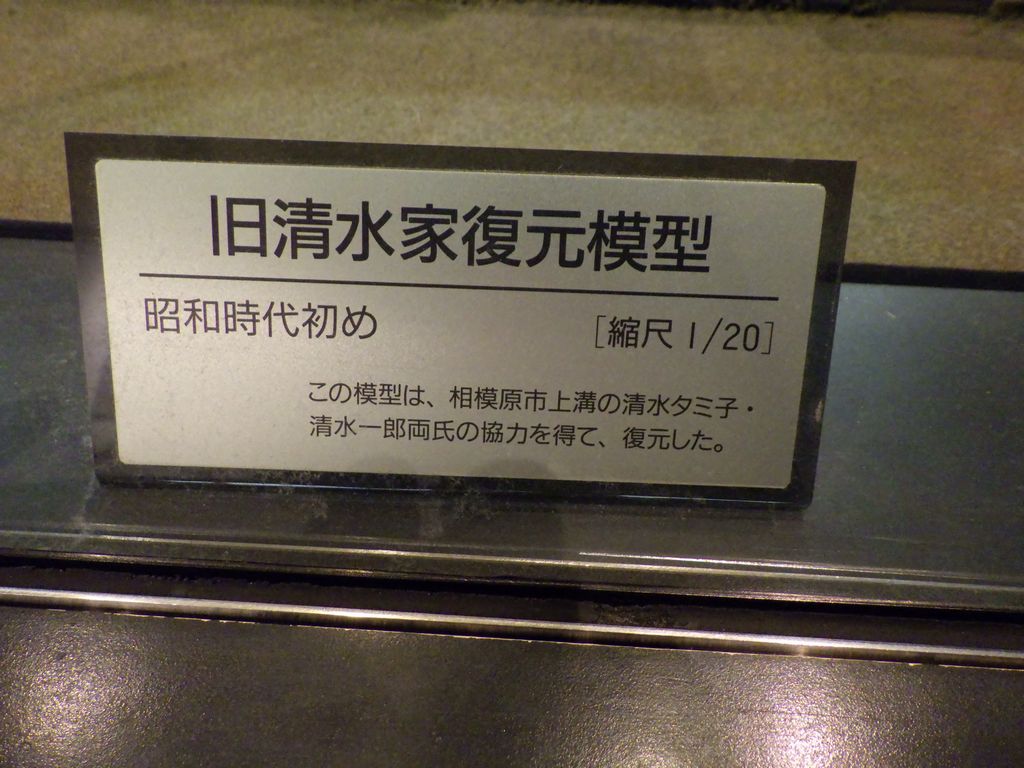 旧清水家復元模型
昭和時代初め ［縮尺 1/20］
この模型は、相模原市上溝の清水タミ子・
清水一郎両氏の協力を得て、復元した。